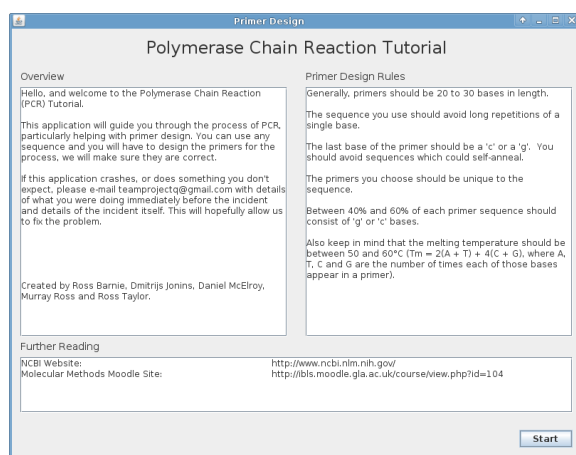 Primer Design
Polymerase Chain Reaction Tutorial
Overview
Hello, and welcome to the Polymerase Chain Reaction
(PCR) Tutorial.
This application will guide you through the process of PCR,
particularly helping with primer design. You can use any
sequence and you will have to design the primers for the
process, we will make sure they are correct.
If this application crashes, or does something you don't
expect, please e-mail teamprojectq@gmail.com with details
of what you were doing immediately before the incident
and details of the incident itself. This will hopefully allow us
to fix the problem.
Created by Ross Barnie, Dmitrijs Jonins, Daniel McElroy,
Murray Ross and Ross Taylor.
Primer Design Rules
Generally, primers should be 20 to 30 bases in length.
The sequence you use should avoid long repetitions of a
single base.
The last base of the primer should be a 'c' or a 'g'.  You
should avoid sequences which could self-anneal.
The primers you choose should be unique to the
sequence.
Between 40% and 60% of each primer sequence should
consist of 'g' or 'c' bases.
Also keep in mind that the melting temperature should be
between 50 and 60°C (Tm = 2(A + T) + 4(C + G), where A,
T, C and G are the number of times each of those bases
appear in a primer).
Further Reading
NCBI Website: http://www.ncbi.nlm.nih.gov/
Molecular Methods Moodle Site: http://ibls.moodle.gla.ac.uk/course/view.php?id=104
Start